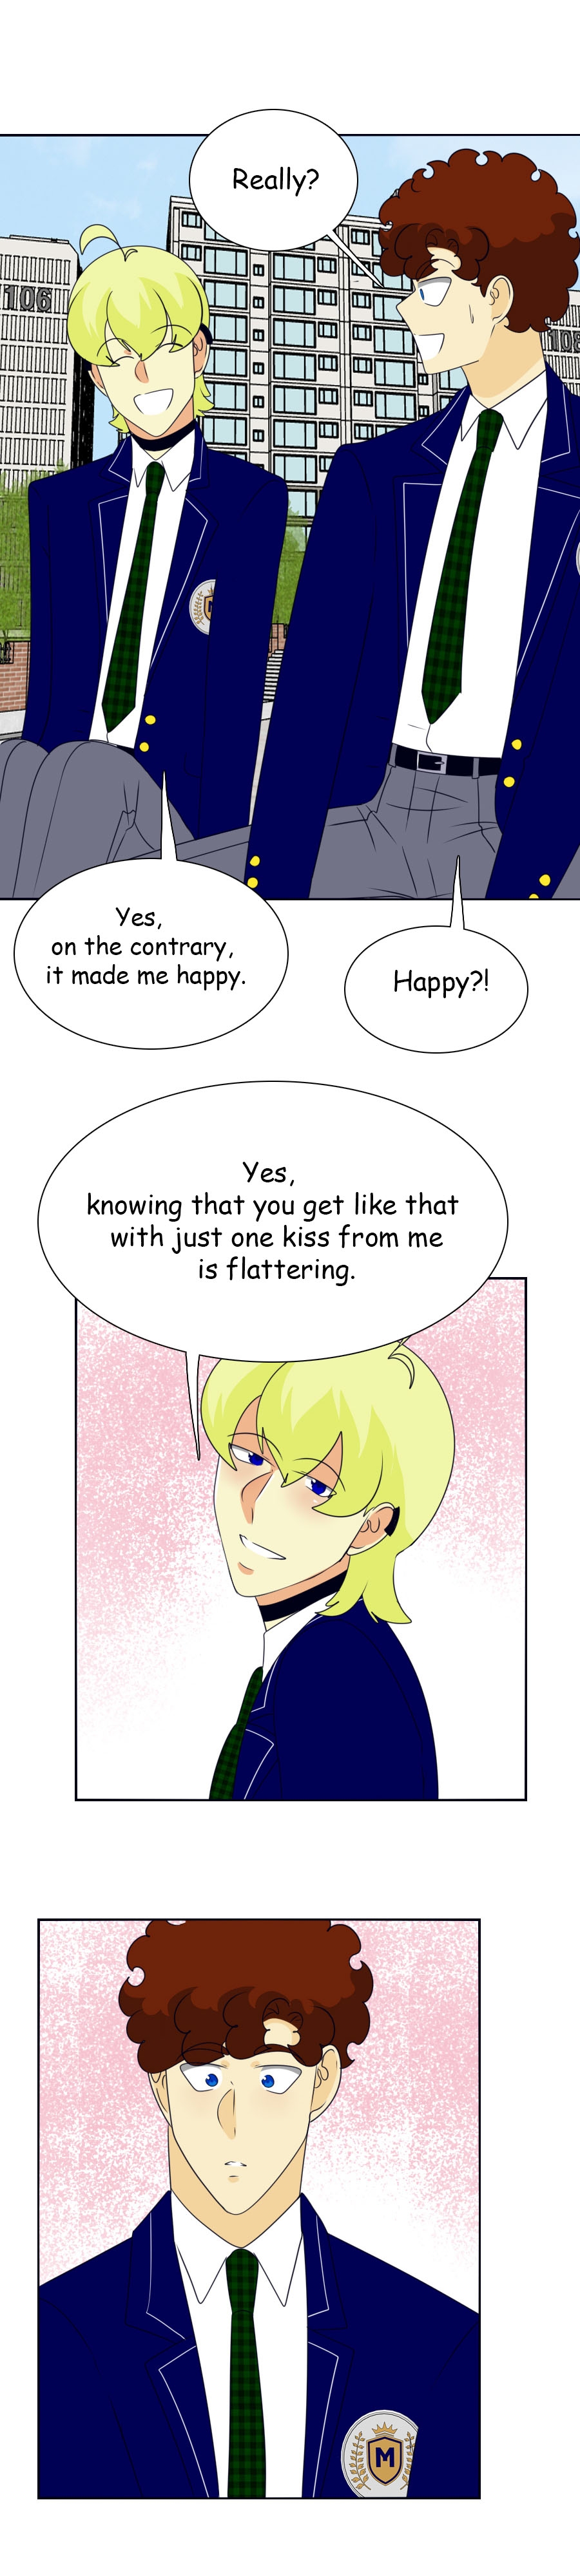 Really?
106
108
M
Yes,
on the contrary,
it made me happy.
Happy?!
Yes,
knowing that you get like that
with just one kiss from me
is flattering.
M